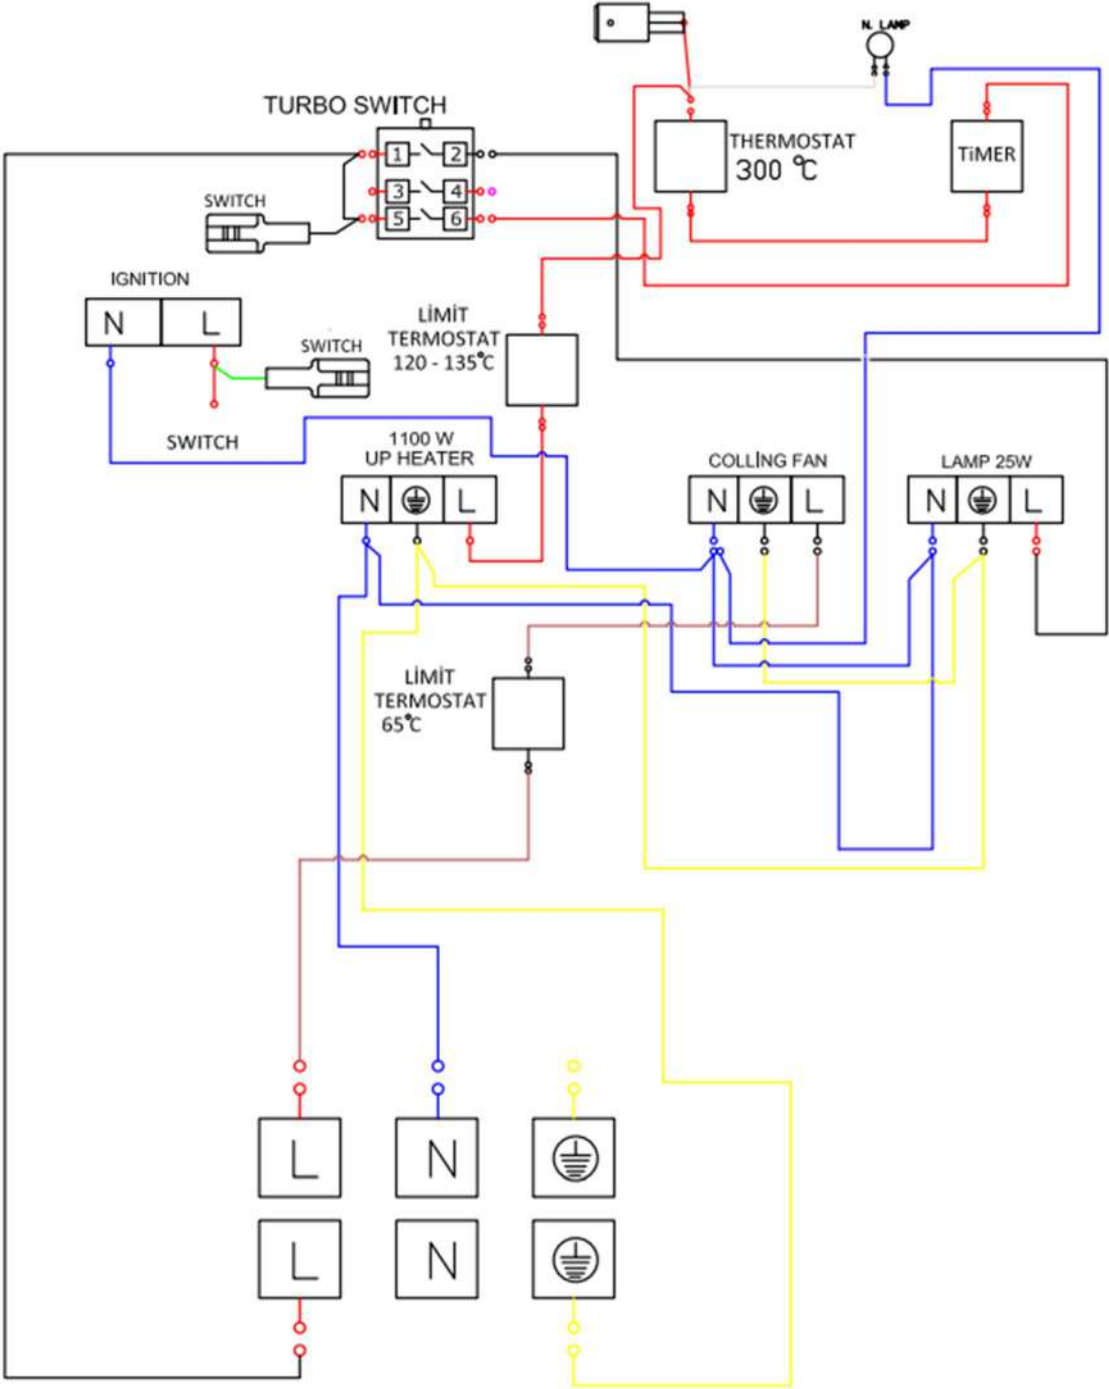 N. LAMP
TURBO SWITCH
1 2
THERMOSTAT
300 °C
TiMER
3 4
SWITCH
5 6
IGNITION
N L
LİMİT
TERMOSTAT
120 - 135°C
SWITCH
SWITCH
1100 W
UP HEATER
N L
COLLİNG FAN
N L
LAMP 25W
N L
LİMİT
TERMOSTAT
65°C
L N
L N